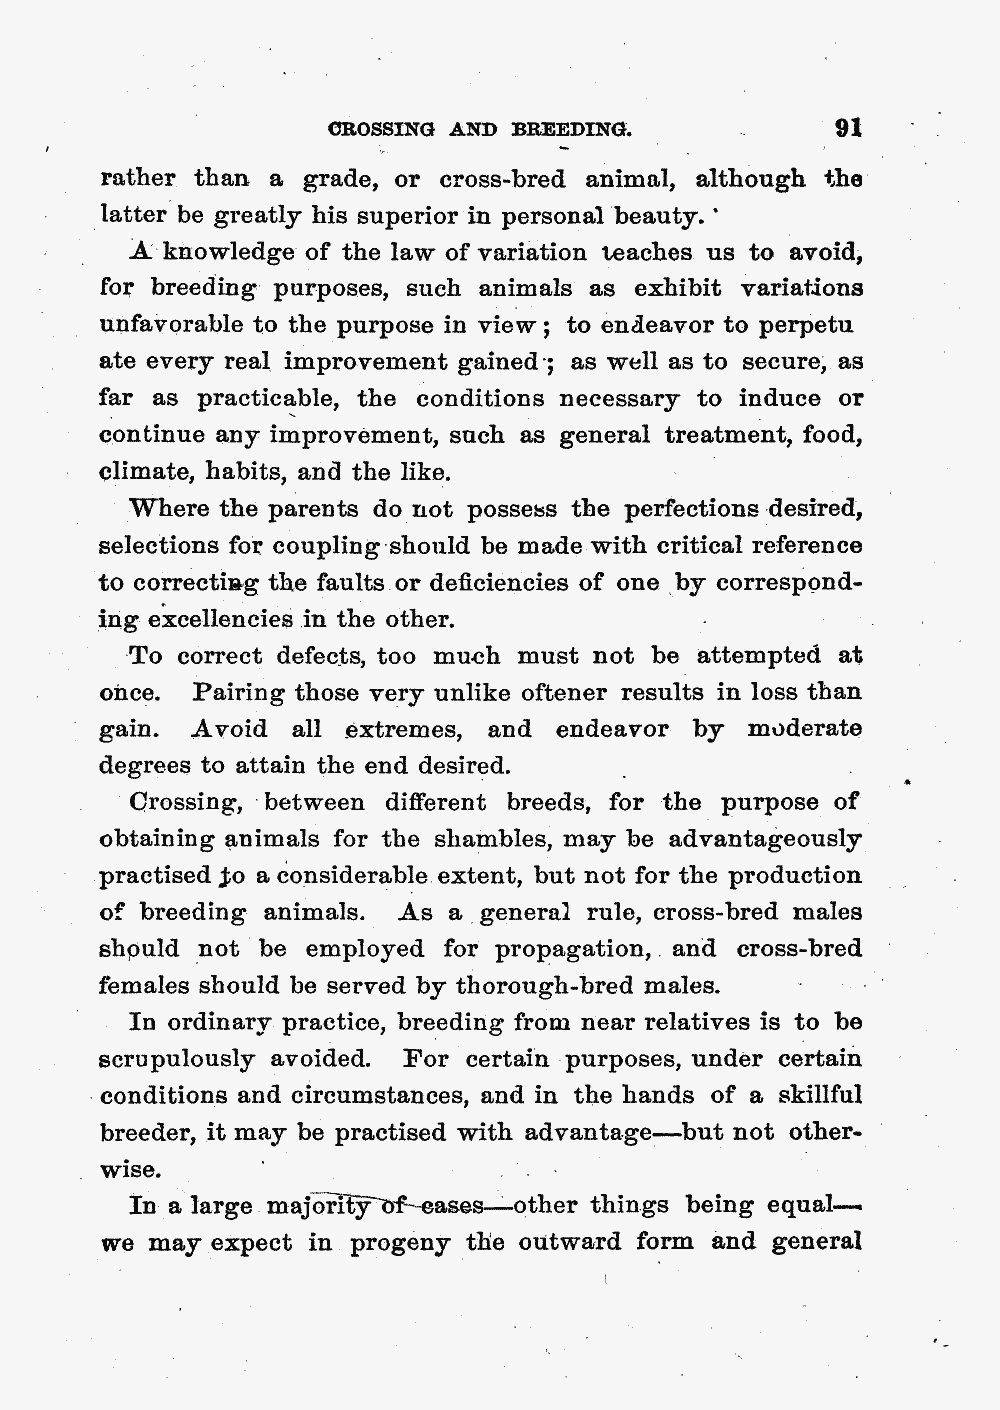 CROSSING AND BREEDING. 91
rather than a grade, or cross-bred animal, although the
latter be greatly his superior in personal beauty.
A knowledge of the law of variation teaches us to avoid,
for breeding purposes, such animals as exhibit variations
unfavorable to the purpose in view; to endeavor to perpetu
ate every real improvement gained; as well as to secure, as
far as practicable, the conditions necessary to induce or
continue any improvement, such as general treatment, food,
climate, habits, and the like.
Where the parents do not possess the perfections desired,
selections for coupling should be made with critical reference
to correcting the faults or deficiencies of one by correspond-
ing excellencies in the other.
To correct defects, too much must not be attempted at
once. Pairing those very unlike oftener results in loss than
gain. Avoid all extremes, and endeavor by moderate
degrees to attain the end desired.
Crossing, between different breeds, for the purpose of
obtaining animals for the shambles, may be advantageously
practised to a considerable extent, but not for the production
of breeding animals. As a general rule, cross-bred males
should not be employed for propagation, and cross-bred
females should be served by thorough-bred males.
In ordinary practice, breeding from near relatives is to be
scrupulously avoided. For certain purposes, under certain
conditions and circumstances, and in the hands of a skillful
breeder, it may be practised with advantage—but not other-
wise.
In a large majority of cases—other things being equal—
we may expect in progeny the outward form and general